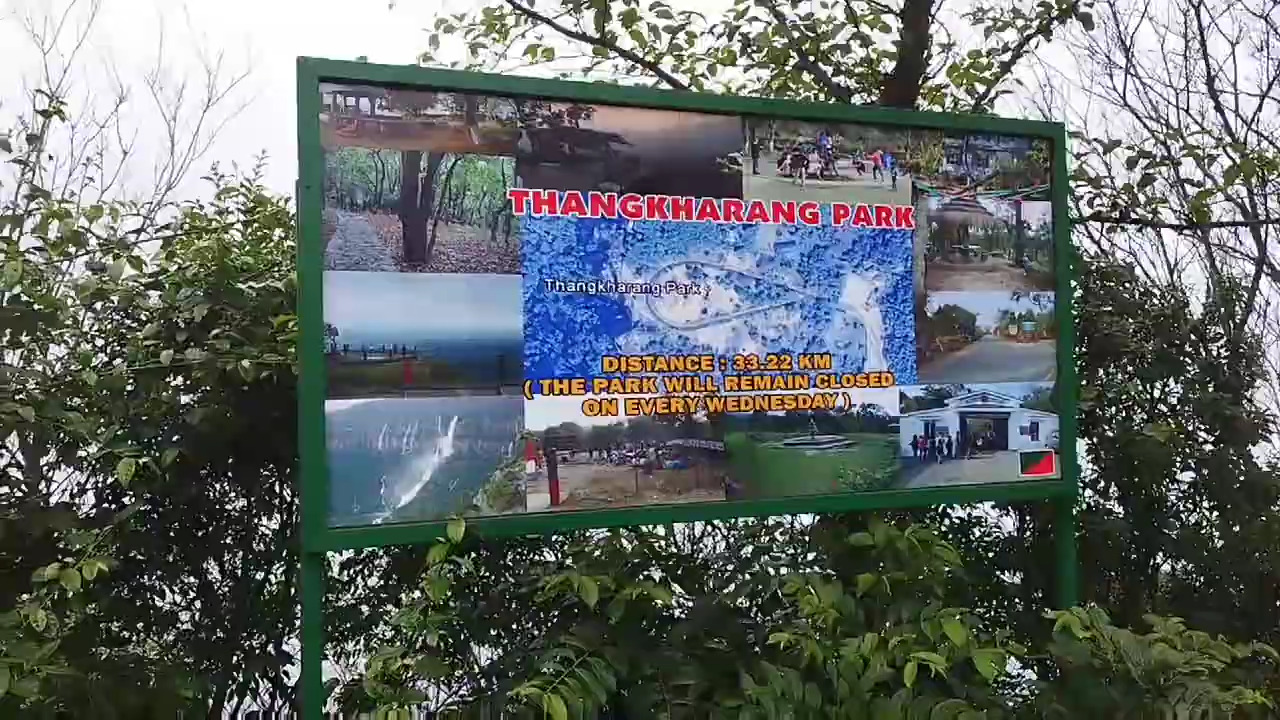 THANGKHARANG PARK
Thangkharang Park
DISTANCE : 33.22 KM
( THE PARK WILL REMAIN CLOSED
ON EVERY WEDNESDAY )